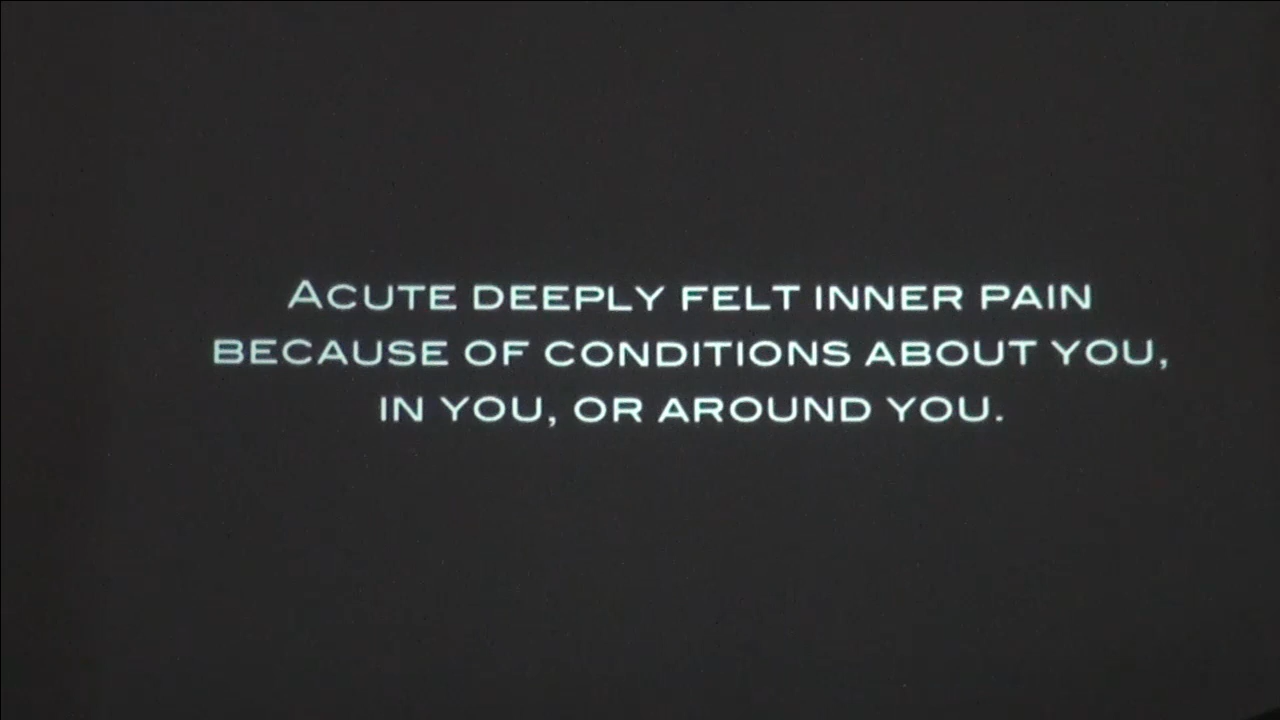 ACUTE DEEPLY FELT INNER PAIN
BECAUSE OF CONDITIONS ABOUT YOU,
IN YOU, OR AROUND YOU.